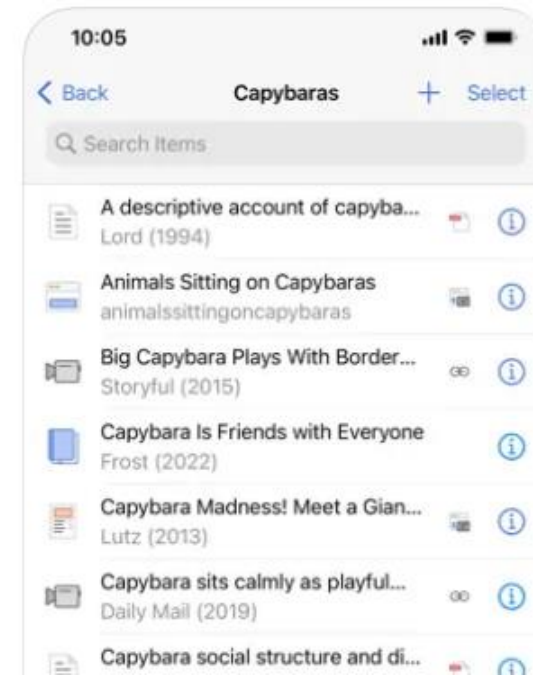 10:05
Back Capybaras + Select
Search Items
A descriptive account of capyba...
Lord (1994)
Animals Sitting on Capybaras
animalssittingoncapybaras
Big Capybara Plays With Border...
Storyful (2015)
Capybara Is Friends with Everyone
Frost (2022)
Capybara Madness! Meet a Gian...
Lutz (2013)
Capybara sits calmly as playful...
Daily Mail (2019)
Capybara social structure and di...